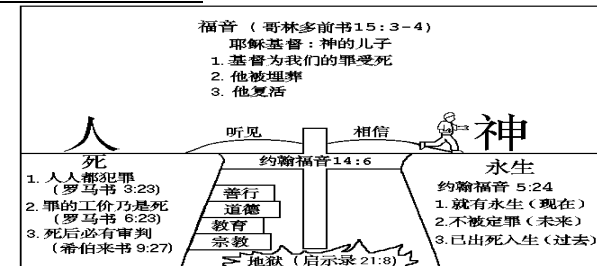 福音（哥林多前书15：3-4）
耶稣基督：神的儿子
1. 基督为我们的罪受死
2. 他被埋葬
3. 他复活
人
听见
相信
神
死
约翰福音14：6
永生
1. 人人都犯罪
（罗马书 3:23）
2. 罪的工价乃是死
（罗马书 6:23）
3. 死后必有审判
（希伯来书 9:27）
善行
道德
教育
宗教
地狱（启示录 21:8）
约翰福音 5:24
1. 就有永生（现在）
2. 不被定罪（未来）
3. 已出死入生（过去）